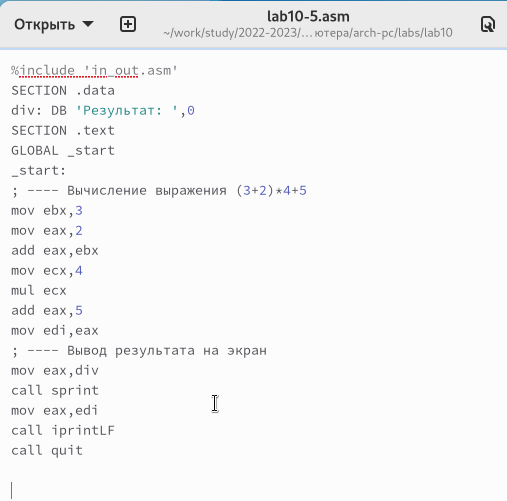 Открыть
lab10-5.asm
~/work/study/2022-2023/… ютера/arch-pc/labs/lab10
%include 'in_out.asm'
SECTION .data
div: DB 'Результат: ',0
SECTION .text
GLOBAL _start
_start:
; ---- Вычисление выражения (3+2)*4+5
mov ebx,3
mov eax,2
add eax,ebx
mov ecx,4
mul ecx
add eax,5
mov edi,eax
; ---- Вывод результата на экран
mov eax,div
call sprint
mov eax,edi
call iprintLF
call quit